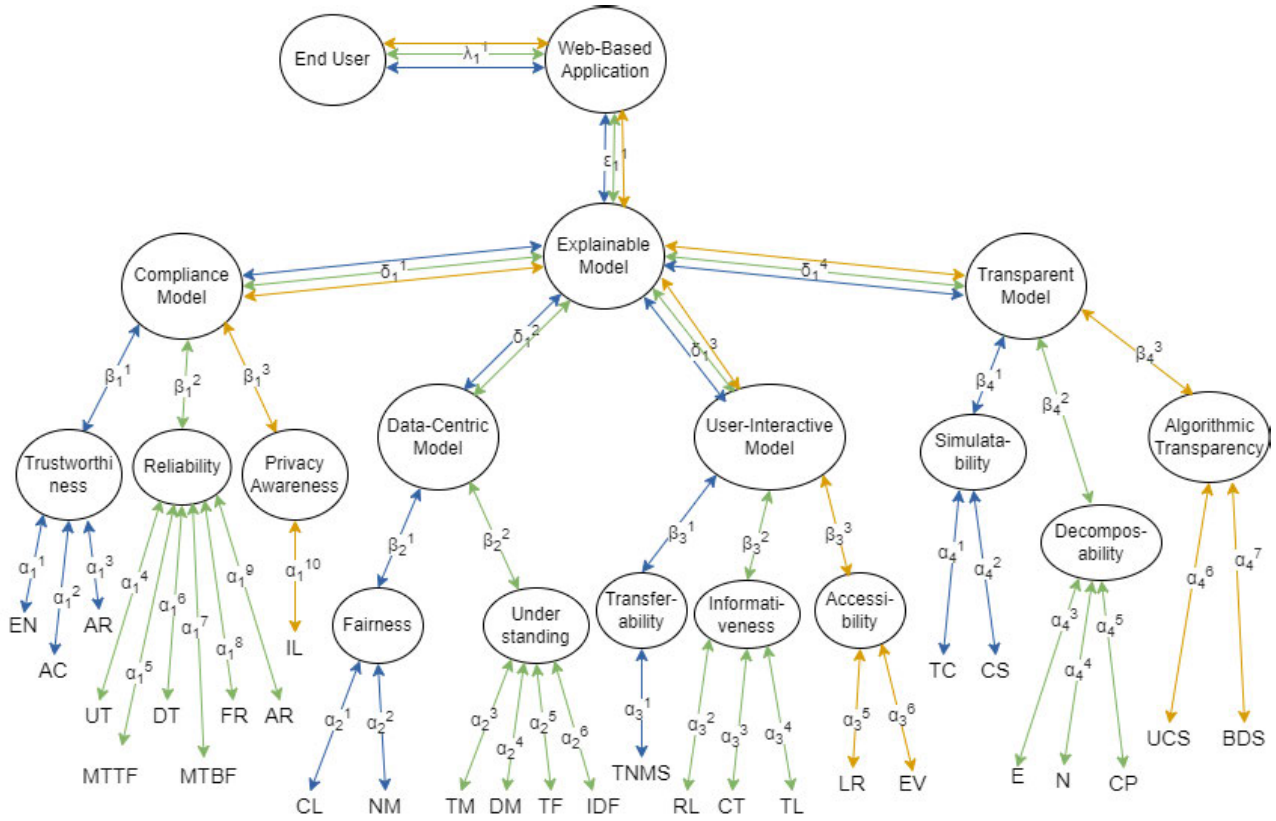 End User
λ₁¹
Web-Based
Application
ε₁¹
Explainable
Model
Compliance
Model
δ₁¹
δ₁²
δ₁³
δ₁⁴
Transparent
Model
β₁¹
β₁²
β₁³
Data-Centric
Model
User-Interactive
Model
β₄¹
β₄²
β₄³
Trustworthi
ness
Reliability
Privacy
Awareness
Simulata-
bility
Algorithmic
Transparency
β₂¹
β₂²
β₃¹
β₃²
β₃³
Decompos-
ability
α₁¹
α₁²
α₁³
α₁⁴
α₁⁵
α₁⁶
α₁⁷
α₁⁸
α₁⁹
α₁¹⁰
EN
AC
AR
UT
MTTF
DT
MTBF
FR
AR
IL
Fairness
Under
standing
Transfer-
ability
Informati-
veness
Accessi-
bility
α₂¹
α₂²
α₂³
α₂⁴
α₂⁵
α₂⁶
CL
NM
TM
DM
TF
IDF
α₃¹
α₃²
α₃³
α₃⁴
α₃⁵
α₃⁶
TNMS
RL
CT
TL
LR
EV
α₄¹
α₄²
α₄³
α₄⁴
α₄⁵
α₄⁶
α₄⁷
TC
CS
E
N
CP
UCS
BDS